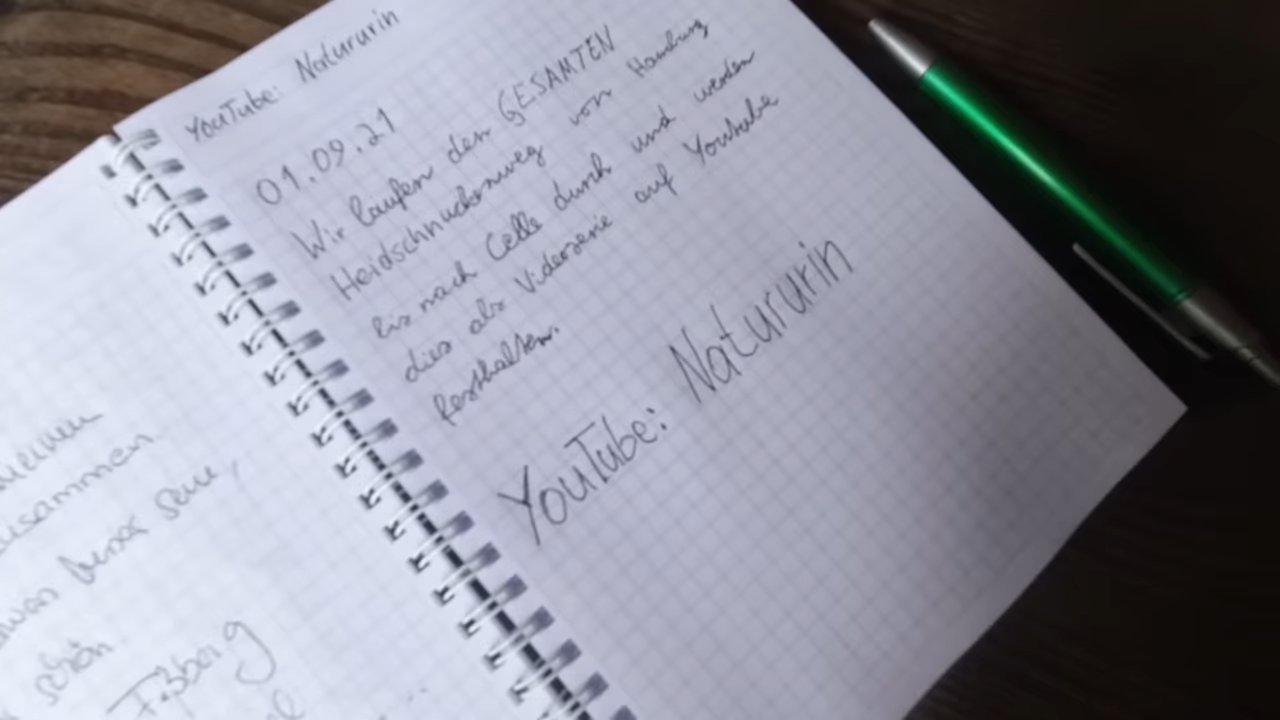 YouTube: Natururin
01.09.21
Wir laufen den GESAMTEN
Heidschnuckenweg von Hamburg
bis nach Celle durch und werden
dies als Videoserie auf Youtube
festhalten.
YouTube: Natururin
schön.